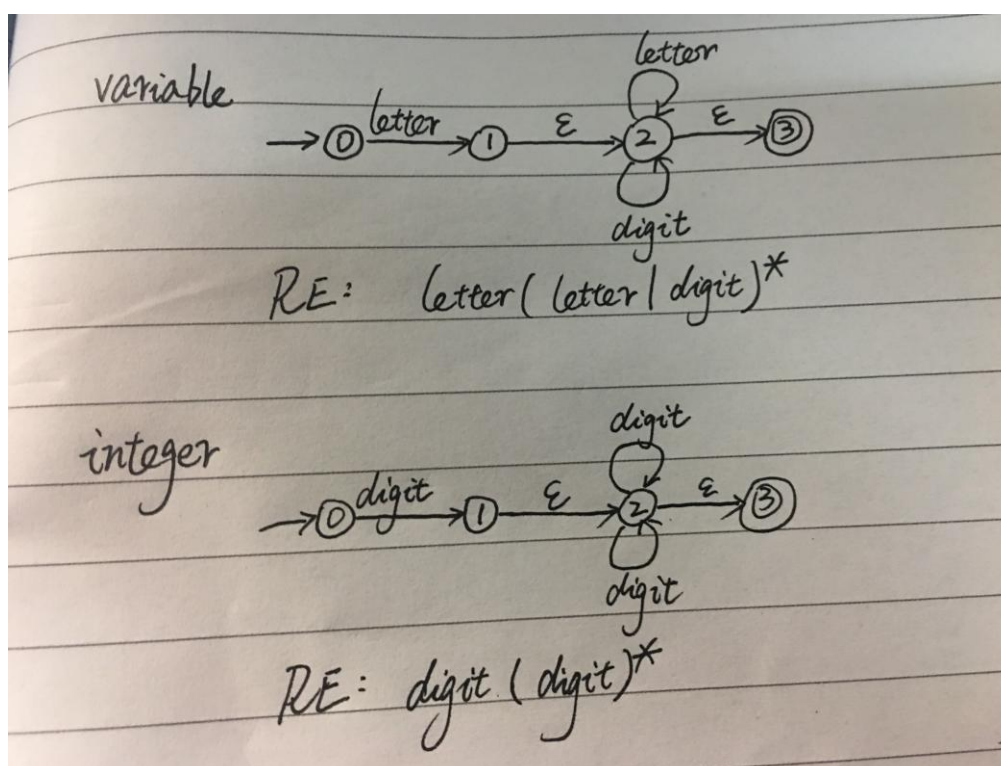 variable
letter
letter
0 1 ε 2 ε 3
digit
RE: letter(letter|digit)*
integer
digit
digit
0 1 ε 2 ε 3
digit
RE: digit(digit)*